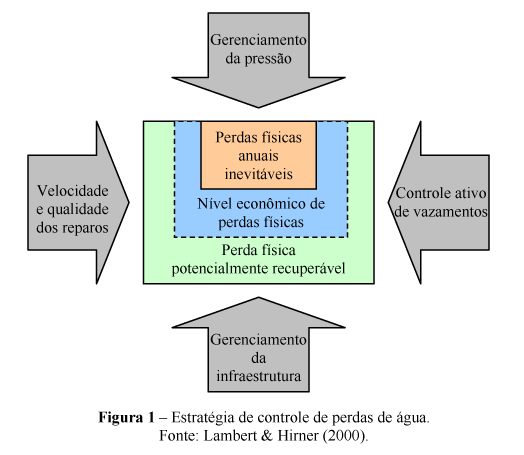 Gerenciamento
da pressão
Perdas físicas
anuais
inevitáveis
Velocidade
e qualidade
dos reparos
Controle ativo
de vazamentos
Nível econômico de
perdas físicas
Perda física
potencialmente recuperável
Gerenciamento
da
infraestrutura
Figura 1 – Estratégia de controle de perdas de água.
Fonte: Lambert & Hirner (2000).